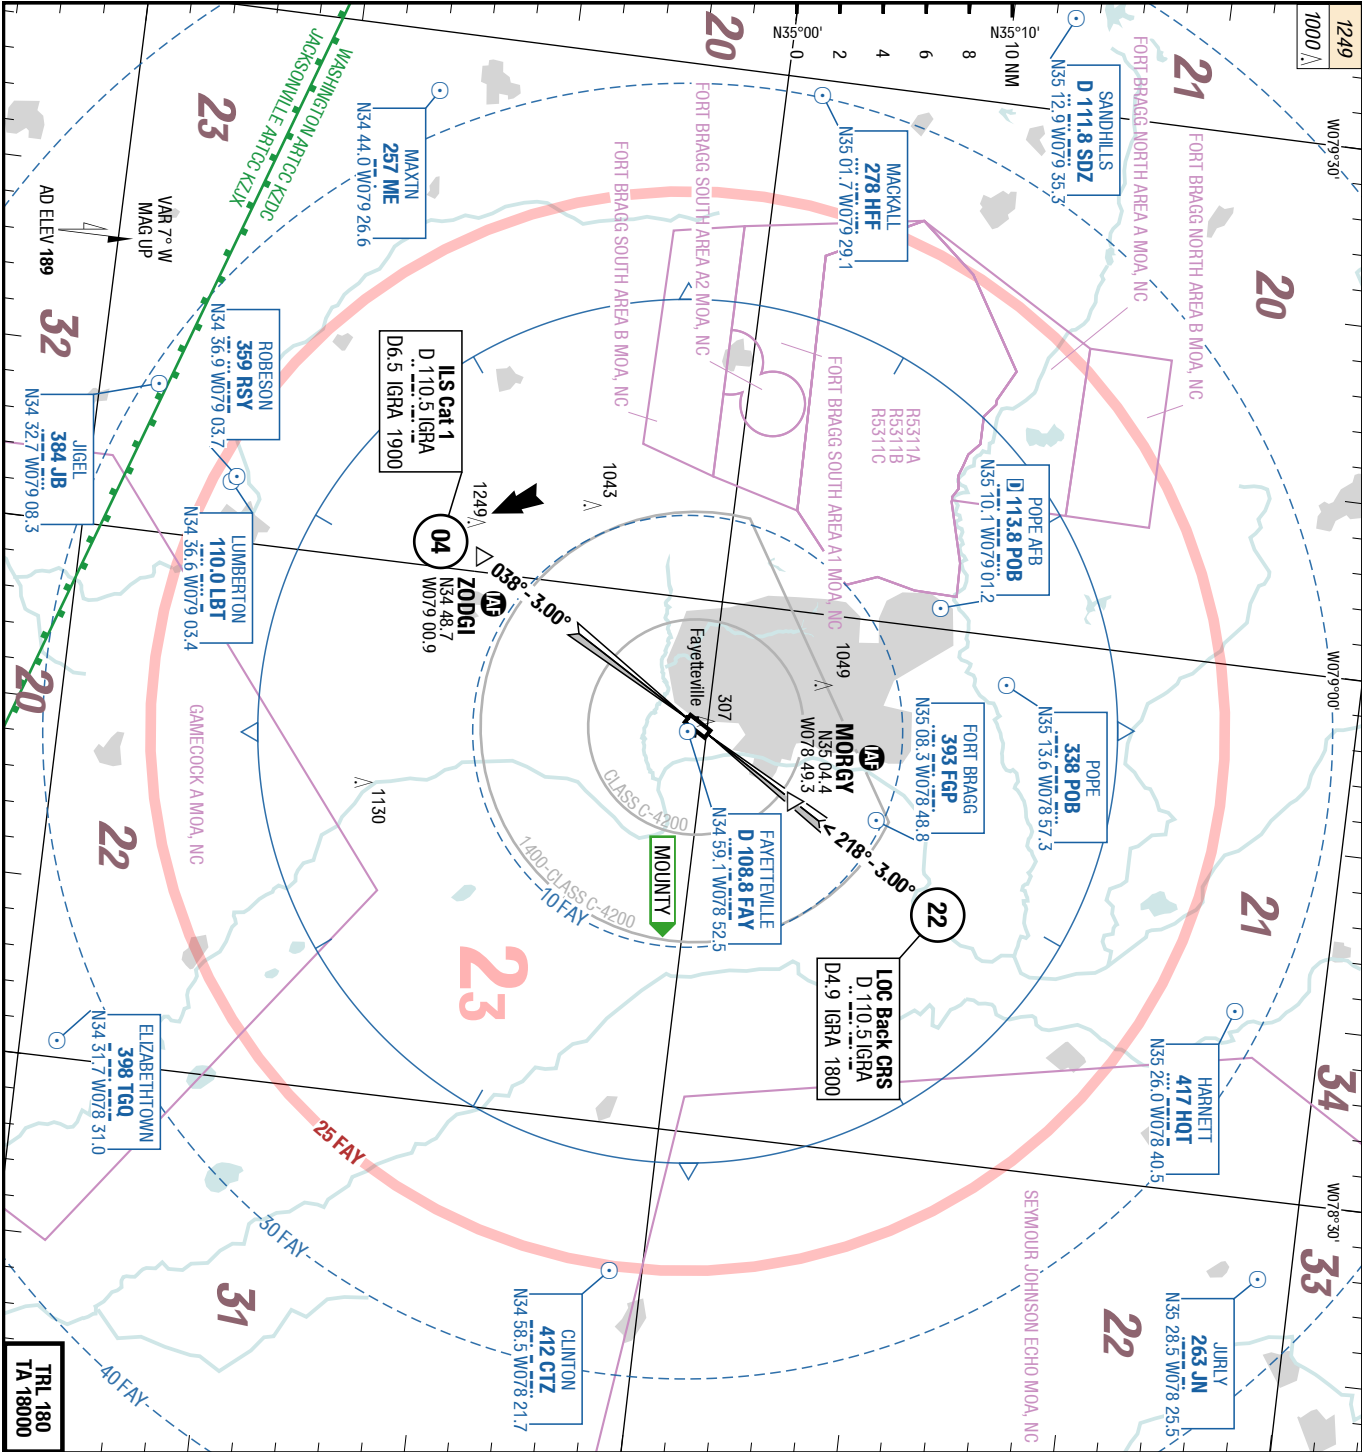 1249
1000
N35°00'
N35°10'
0
2
4
6
8
10 NM
W079°30'
W079°00'
W078°30'
21
20
20
23
32
20
22
31
22
21
34
33
23
SANDHILLS
D 111.8 SDZ
N35 12.9 W079 35.3
FORT BRAGG NORTH AREA A MOA, NC
FORT BRAGG NORTH AREA B MOA, NC
FORT BRAGG SOUTH AREA A2 MOA, NC
FORT BRAGG SOUTH AREA B MOA, NC
FORT BRAGG SOUTH AREA A1 MOA, NC
R5311A
R5311B
R5311C
MACKALL
278 HFF
N35 01.7 W079 29.1
MAXTN
257 ME
N34 44.0 W079 26.6
WASHINGTON ARTCC KZDC
JACKSONVILLE ARTCC KZJX
VAR 7° W
MAG UP
AD ELEV 189
ROBESON
359 RSY
N34 36.9 W079 03.7
JIGEL
384 JB
N34 32.7 W079 08.3
LUMBERTON
110.0 LBT
N34 36.6 W079 03.4
ILS Cat 1
D 110.5 IGRA
D6.5 IGRA 1900
04
1249
1043
IAF
ZODGI
N34 48.7
W079 00.9
038°-3.00°
POPE AFB
D 113.8 POB
N35 10.1 W079 01.2
POPE
338 POB
N35 13.6 W078 57.3
FORT BRAGG
393 FGP
N35 08.3 W078 48.8
Fayetteville
307
1049
IAF
MORGY
N35 04.4
W078 49.3
< 218°-3.00°
22
LOC Back CRS
D 110.5 IGRA
D4.9 IGRA 1800
FAYETTEVILLE
D 108.8 FAY
N34 59.1 W078 52.5
MOUNTY
CLASS C-4200
1400-CLASS C-4200
10 FAY
1130
GAMECOCK A MOA, NC
25 FAY
30 FAY
40 FAY
ELIZABETHTOWN
398 TGQ
N34 31.7 W078 31.0
HARNETT
417 HQT
N35 26.0 W078 40.5
JURLY
263 JN
N35 28.5 W078 25.5
SEYMOUR JOHNSON ECHO MOA, NC
CLINTON
412 CTZ
N34 58.5 W078 21.7
TRL 180
TA 18000